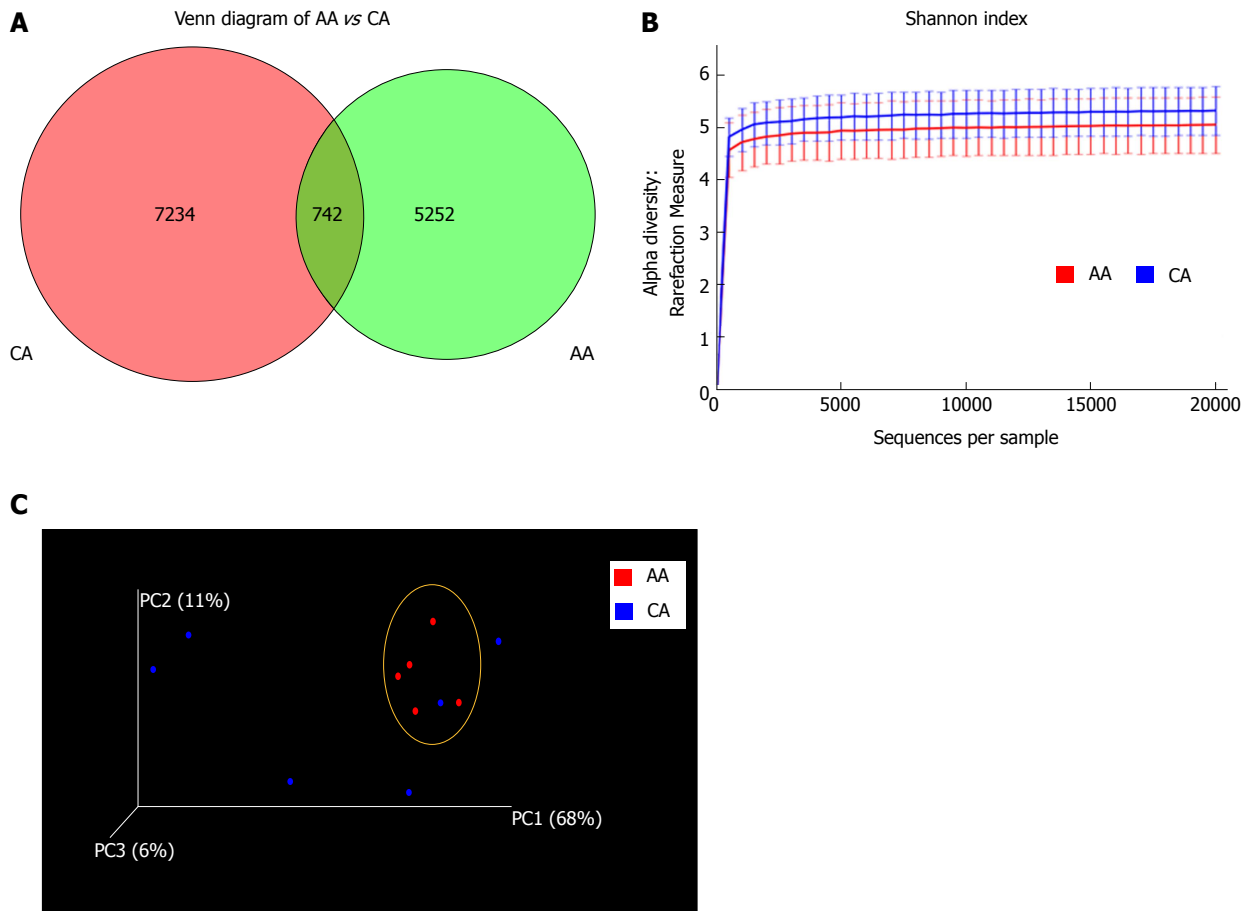 A
Venn diagram of AA vs CA
7234
742
5252
CA
AA
B
Shannon index
Alpha diversity:
Rarefaction Measure
6
5
4
3
2
1
0
0
5000
10000
15000
20000
Sequences per sample
AA
CA
C
AA
CA
PC2 (11%)
PC1 (68%)
PC3 (6%)